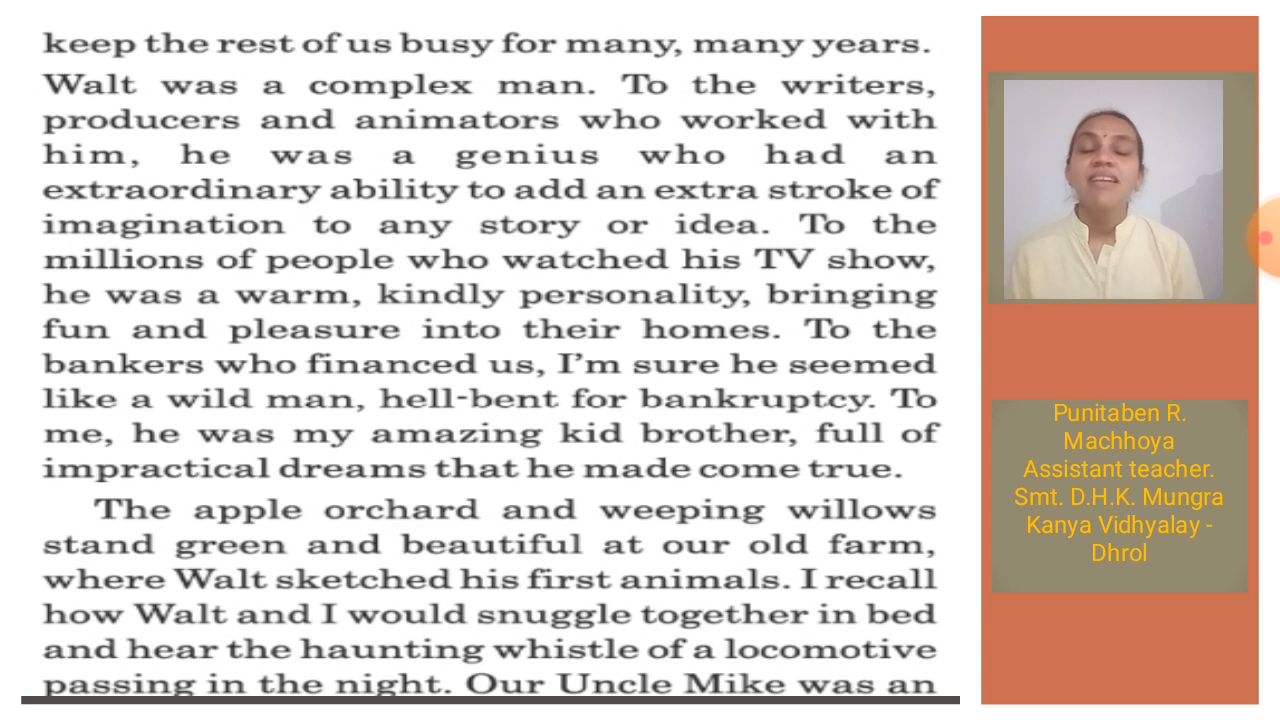 keep the rest of us busy for many, many years.
Walt was a complex man. To the writers,
producers and animators who worked with
him, he was a genius who had an
extraordinary ability to add an extra stroke of
imagination to any story or idea. To the
millions of people who watched his TV show,
he was a warm, kindly personality, bringing
fun and pleasure into their homes. To the
bankers who financed us, I'm sure he seemed
like a wild man, hell-bent for bankruptcy. To
me, he was my amazing kid brother, full of
impractical dreams that he made come true.
The apple orchard and weeping willows
stand green and beautiful at our old farm,
where Walt sketched his first animals. I recall
how Walt and I would snuggle together in bed
and hear the haunting whistle of a locomotive
passing in the night. Our Uncle Mike was an
Punitaben R.
Machhoya
Assistant teacher.
Smt. D.H.K. Mungra
Kanya Vidhyalay -
Dhrol